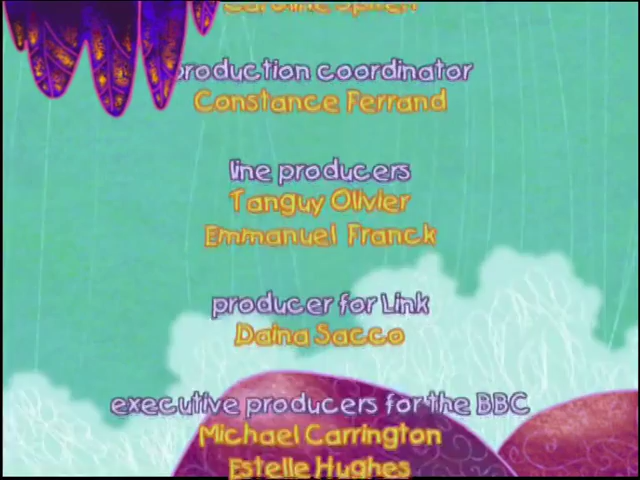 production coordinator
Constance Ferrand
line producers
Tanguy Olivier
Emmanuel Franck
producer for Link
Daina Sacco
executive producers for the BBC
Michael Carrington
Estelle Hughes